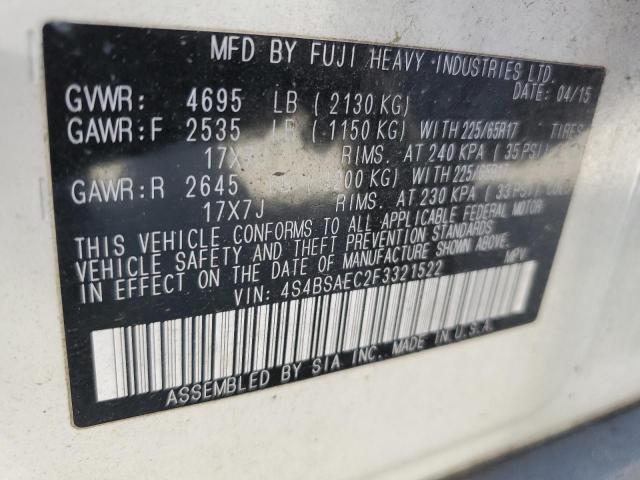 MFD BY FUJI HEAVY INDUSTRIES LTD.
DATE: 04/15
GVWR: 4695 LB (2130 KG)
GAWR:F 2535 LB (1150 KG) WITH 225/65R17 TIRES
RIMS. AT 240 KPA (35 PSI)
GAWR:R 2645 KG) WITH
17X7J RIMS. AT 230 KPA (33 PSI)
THIS VEHICLE CONFORMS TO ALL APPLICABLE FEDERAL MOTOR
VEHICLE SAFETY AND THEFT PREVENTION STANDARDS
IN EFFECT ON THE DATE OF MANUFACTURE SHOWN ABOVE.
VIN: 4S4BSAEC2F3321522 MPV
ASSEMBLED BY SIA INC. MADE IN U.S.A.